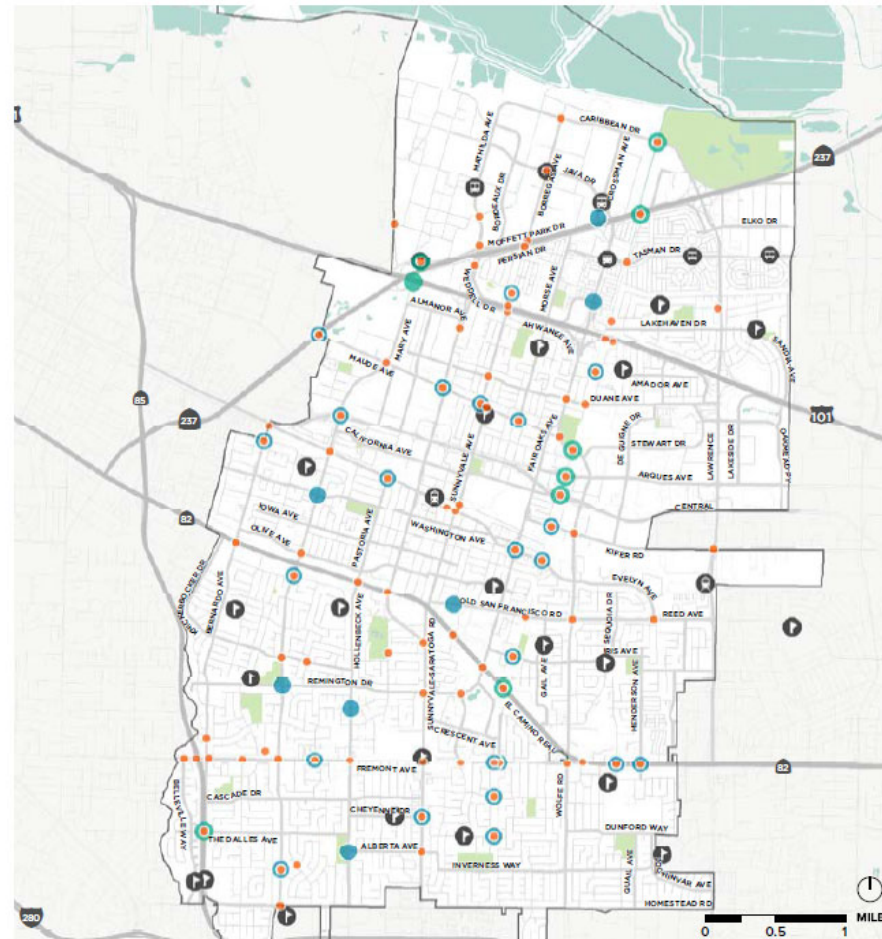 CARIBBEAN DR
MATHILDA AVE
CROSSMAN AVE
237
BORREGAS AVE
JAVA DR
BORDEAUX DR
ELKO DR
MOFFETT PARK DR
PERSIAN DR
TASMAN DR
WEDDELL DR
MORSE AVE
ALMANOR AVE
AHWANEE AVE
LAKEHAVEN DR
MARY AVE
MAUDE AVE
AMADOR AVE
DUANE AVE
85
237
101
FAIR OAKS AVE
DE GUIGNE DR
STEWART DR
LAWRENCE
LAKESIDE DR
CALIFORNIA AVE
SUNNYVALE AVE
ARQUES AVE
CENTRAL
82
IOWA AVE
OLIVE AVE
PASTORIA AVE
WASHINGTON AVE
KIFER RD
EVELYN AVE
BERNARDO AVE
OLD SAN FRANCISCO RD
REED AVE
HOLLENBECK AVE
SUNNYVALE-SARATOGA RD
SEQUOIA DR
IRIS AVE
GAIL AVE
HENDERSON AVE
REMINGTON DR
EL CAMINO REAL
CRESCENT AVE
FREMONT AVE
82
BELLEVILLE WAY
CASCADE DR
CHEYENNE DR
WOLFE RD
THE DALLES AVE
DUNFORD WAY
ALBERTA AVE
INVERNESS WAY
QUAIL AVE
HOMESTEAD RD
280
MILE
0 0.5 1